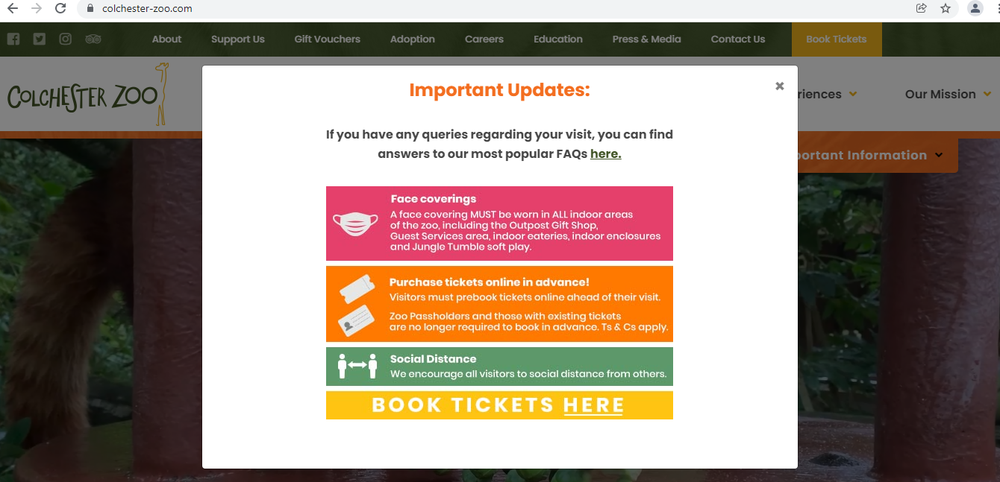 colchester-zoo.com
About Support Us Gift Vouchers Adoption Careers Education Press & Media Contact Us Book Tickets
COLCHESTER ZOO
Our Mission
Information
Important Updates:
×
If you have any queries regarding your visit, you can find
answers to our most popular FAQs here.
Face coverings
A face covering MUST be worn in ALL indoor areas
of the zoo, including the Outpost Gift Shop,
Guest Services area, indoor eateries, indoor enclosures
and Jungle Tumble soft play.
Purchase tickets online in advance!
Visitors must prebook tickets online ahead of their visit.
Zoo Passholders and those with existing tickets
are no longer required to book in advance. Ts & Cs apply.
Social Distance
We encourage all visitors to social distance from others.
BOOK TICKETS HERE